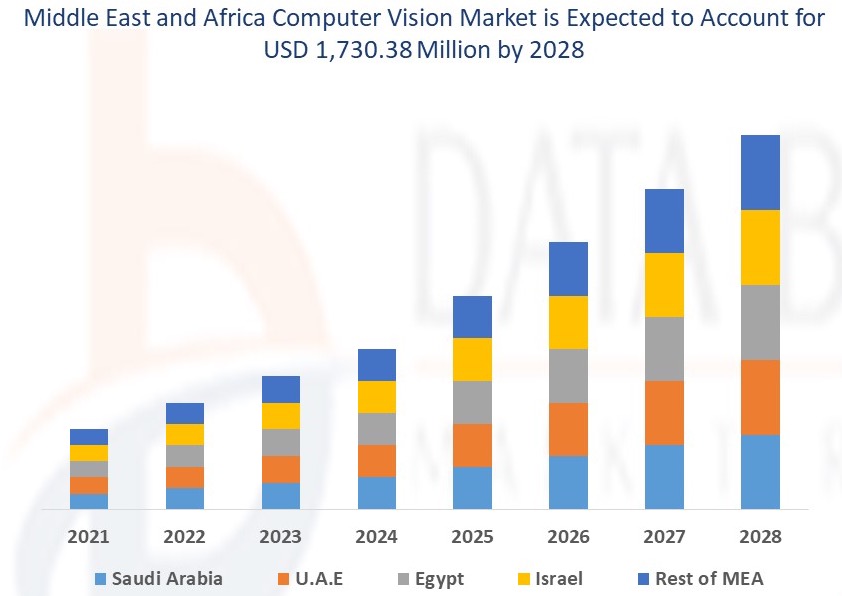 Middle East and Africa Computer Vision Market is Expected to Account for
USD 1,730.38 Million by 2028
2021 2022 2023 2024 2025 2026 2027 2028
Saudi Arabia U.A.E Egypt Israel Rest of MEA